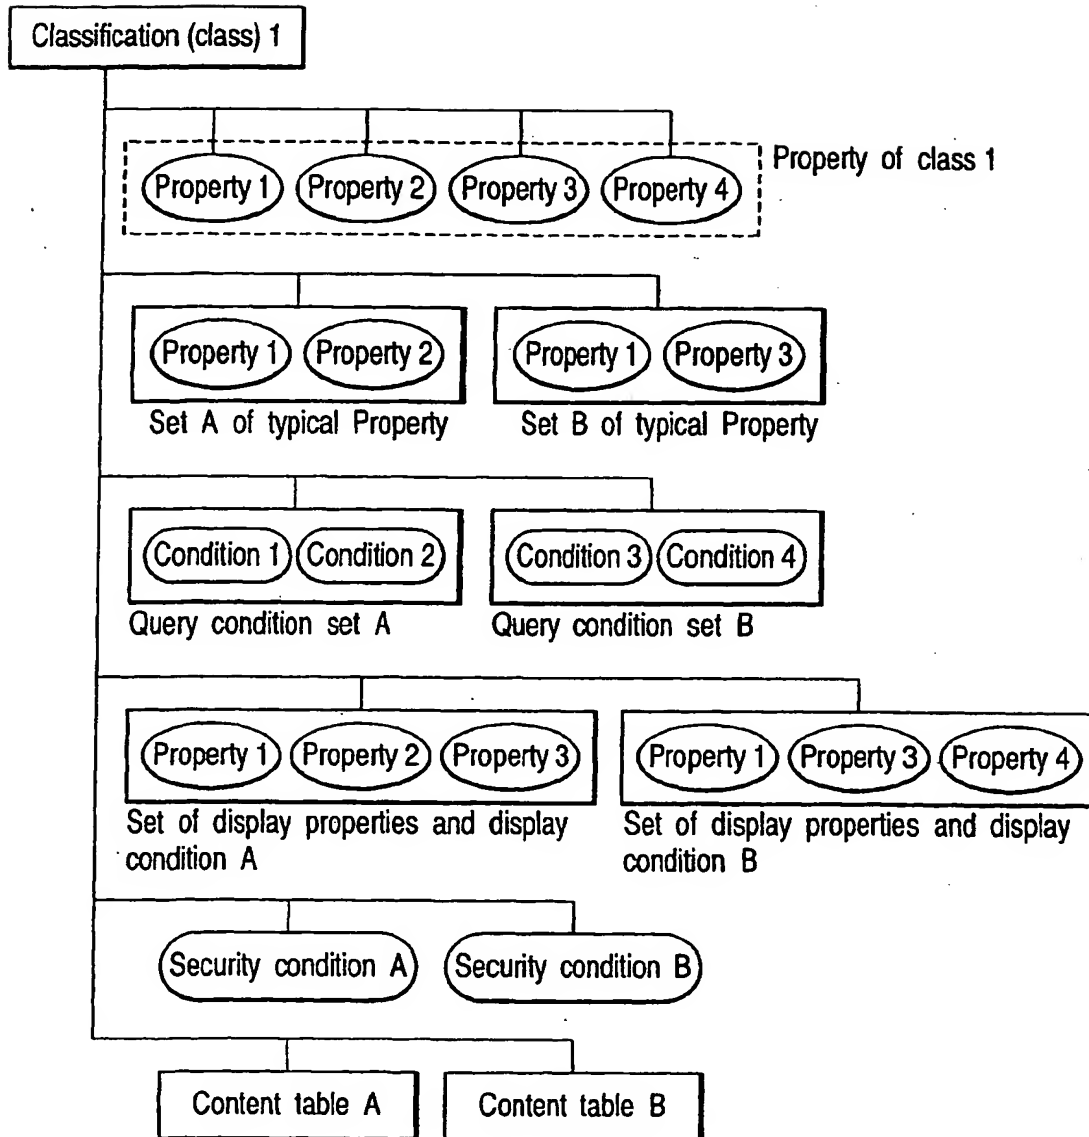 Classification (class) 1
Property 1 Property 2 Property 3 Property 4
Property of class 1
Property 1 Property 2
Property 1 Property 3
Set A of typical Property
Set B of typical Property
Condition 1 Condition 2
Condition 3 Condition 4
Query condition set A
Query condition set B
Property 1 Property 2 Property 3
Property 1 Property 3 Property 4
Set of display properties and display
condition A
Set of display properties and display
condition B
Security condition A
Security condition B
Content table A
Content table B